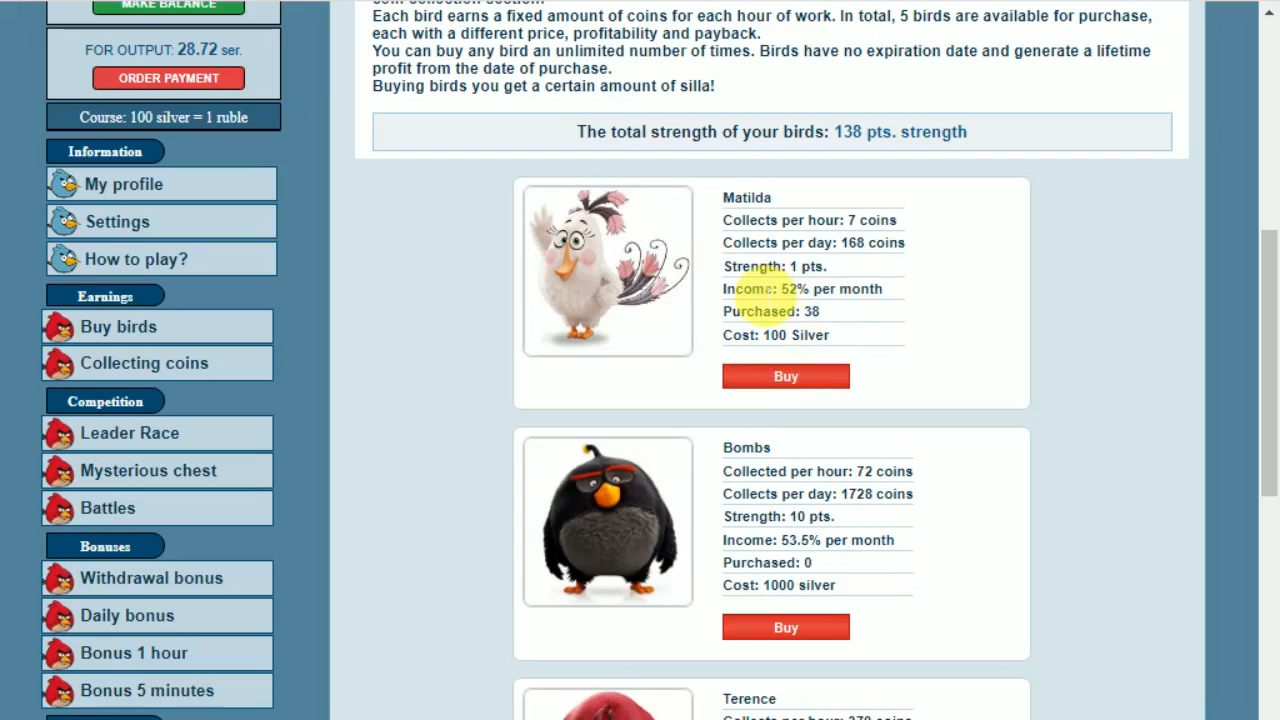 MAKE BALANCE
FOR OUTPUT: 28.72 ser.
ORDER PAYMENT
Course: 100 silver = 1 ruble
Information
My profile
Settings
How to play?
Earnings
Buy birds
Collecting coins
Competition
Leader Race
Mysterious chest
Battles
Bonuses
Withdrawal bonus
Daily bonus
Bonus 1 hour
Bonus 5 minutes
Each bird earns a fixed amount of coins for each hour of work. In total, 5 birds are available for purchase,
each with a different price, profitability and payback.
You can buy any bird an unlimited number of times. Birds have no expiration date and generate a lifetime
profit from the date of purchase.
Buying birds you get a certain amount of silla!
The total strength of your birds: 138 pts. strength
Matilda
Collects per hour: 7 coins
Collects per day: 168 coins
Strength: 1 pts.
Income: 52% per month
Purchased: 38
Cost: 100 Silver
Buy
Bombs
Collected per hour: 72 coins
Collects per day: 1728 coins
Strength: 10 pts.
Income: 53.5% per month
Purchased: 0
Cost: 1000 silver
Buy
Terence